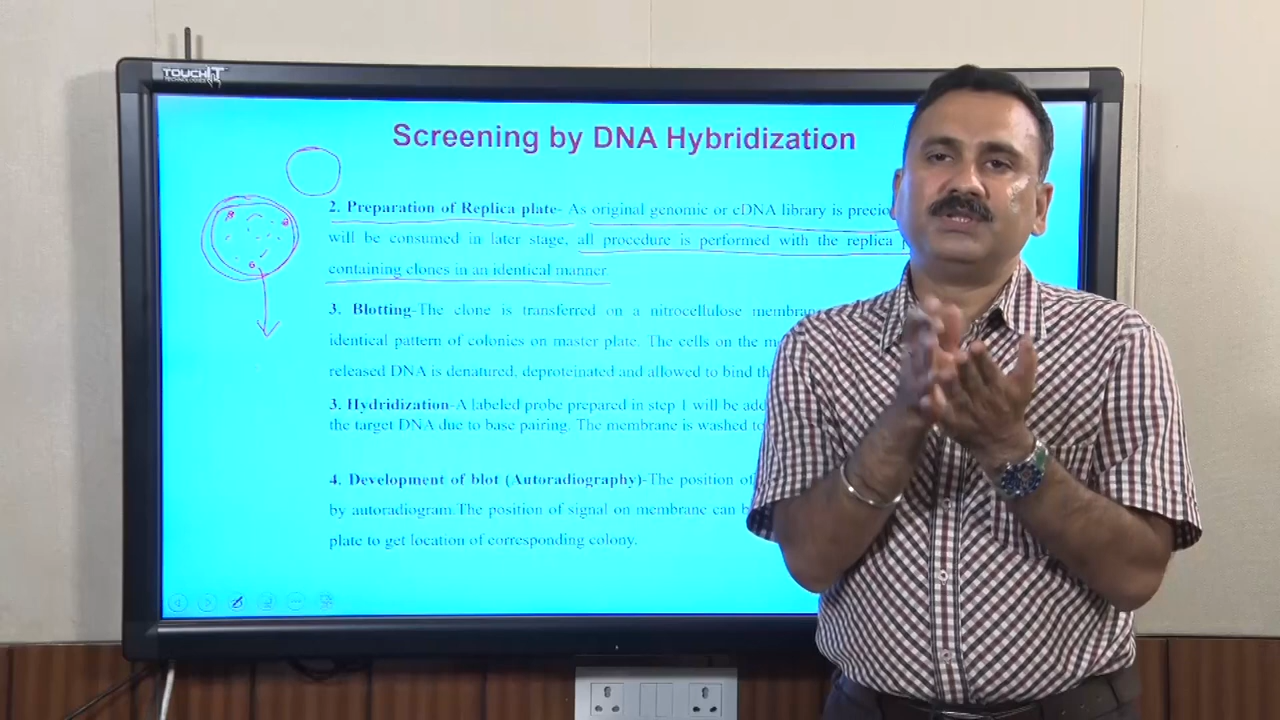 TOUCHIT
TECHNOLOGIES
Screening by DNA Hybridization
2. Preparation of Replica plate- As original genomic or cDNA library is
will be consumed in later stage, all procedure is performed with the replica
containing clones in an identical manner.
3. Blotting-The clone is transferred on a nitrocellulose
identical pattern of colonies on master plate. The cells on the
released DNA is denatured, deproteinated and allowed to bind
3. Hydridization-A labeled probe prepared in step 1 will be
the target DNA due to base pairing. The membrane is washed
4. Development of blot (Autoradiography)-The position of
by autoradiogram.The position of signal on membrane can
plate to get location of corresponding colony.